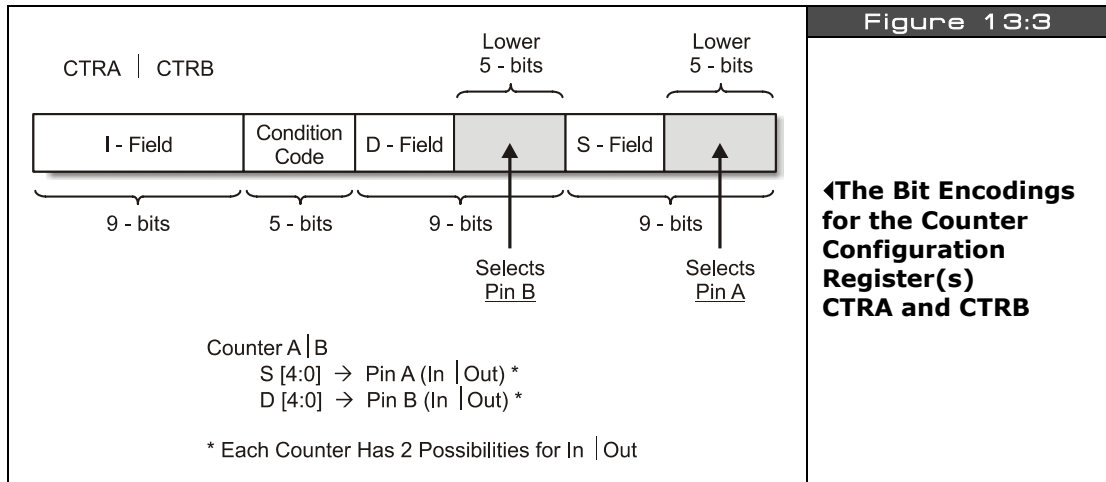 Figure 13:3
CTRA | CTRB
Lower
5 - bits
Lower
5 - bits
I - Field
Condition
Code
D - Field
S - Field
9 - bits
5 - bits
9 - bits
9 - bits
Selects
Pin B
Selects
Pin A
Counter A|B
S [4:0] → Pin A (In |Out) *
D [4:0] → Pin B (In |Out) *
* Each Counter Has 2 Possibilities for In |Out
◀The Bit Encodings
for the Counter
Configuration
Register(s)
CTRA and CTRB